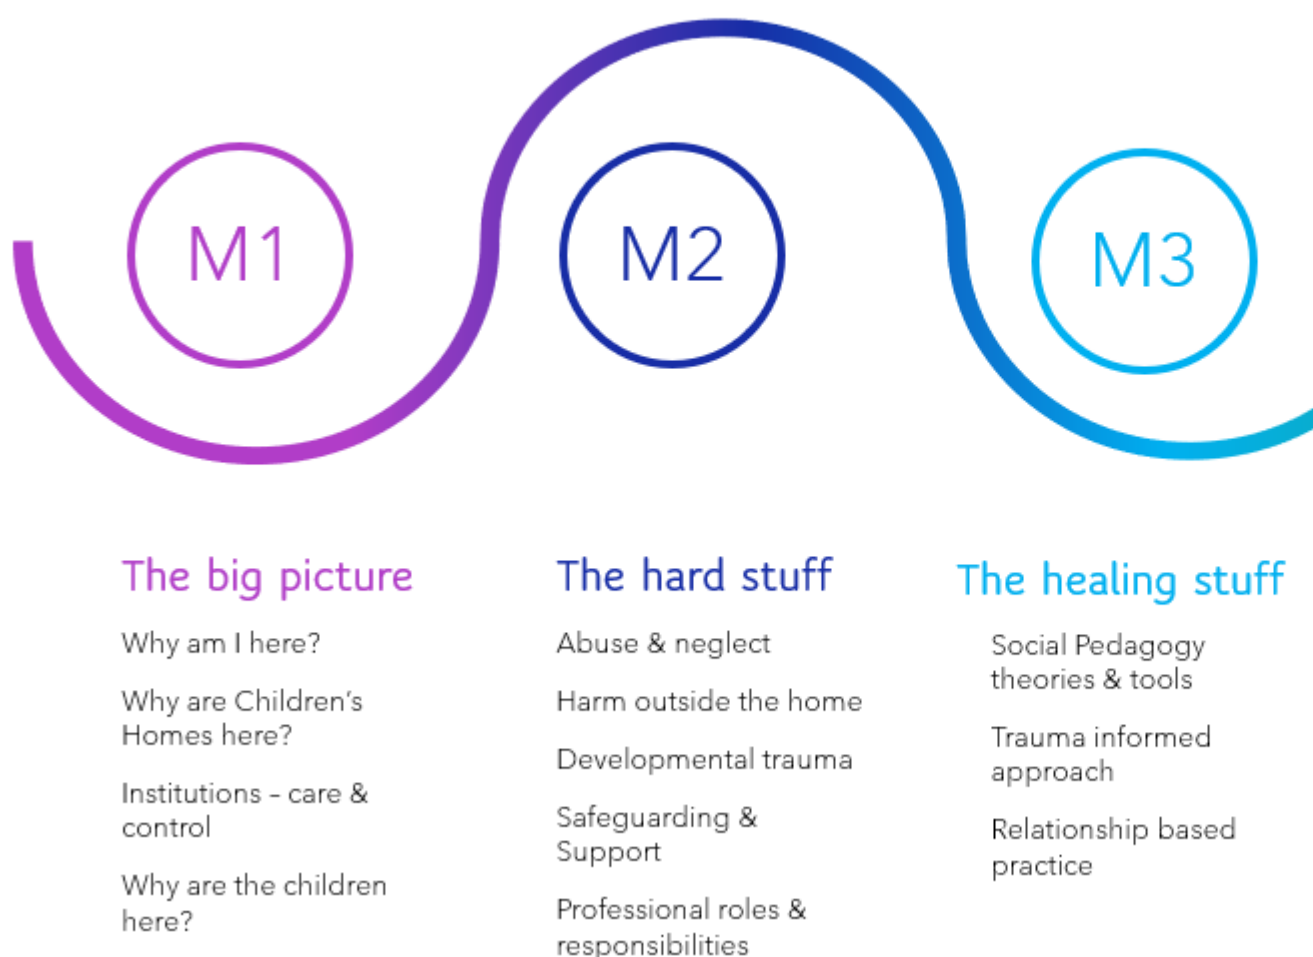 M1
M2
M3
The big picture
Why am I here?
Why are Children's
Homes here?
Institutions – care &
control
Why are the children
here?
The hard stuff
Abuse & neglect
Harm outside the home
Developmental trauma
Safeguarding &
Support
Professional roles &
responsibilities
The healing stuff
Social Pedagogy
theories & tools
Trauma informed
approach
Relationship based
practice